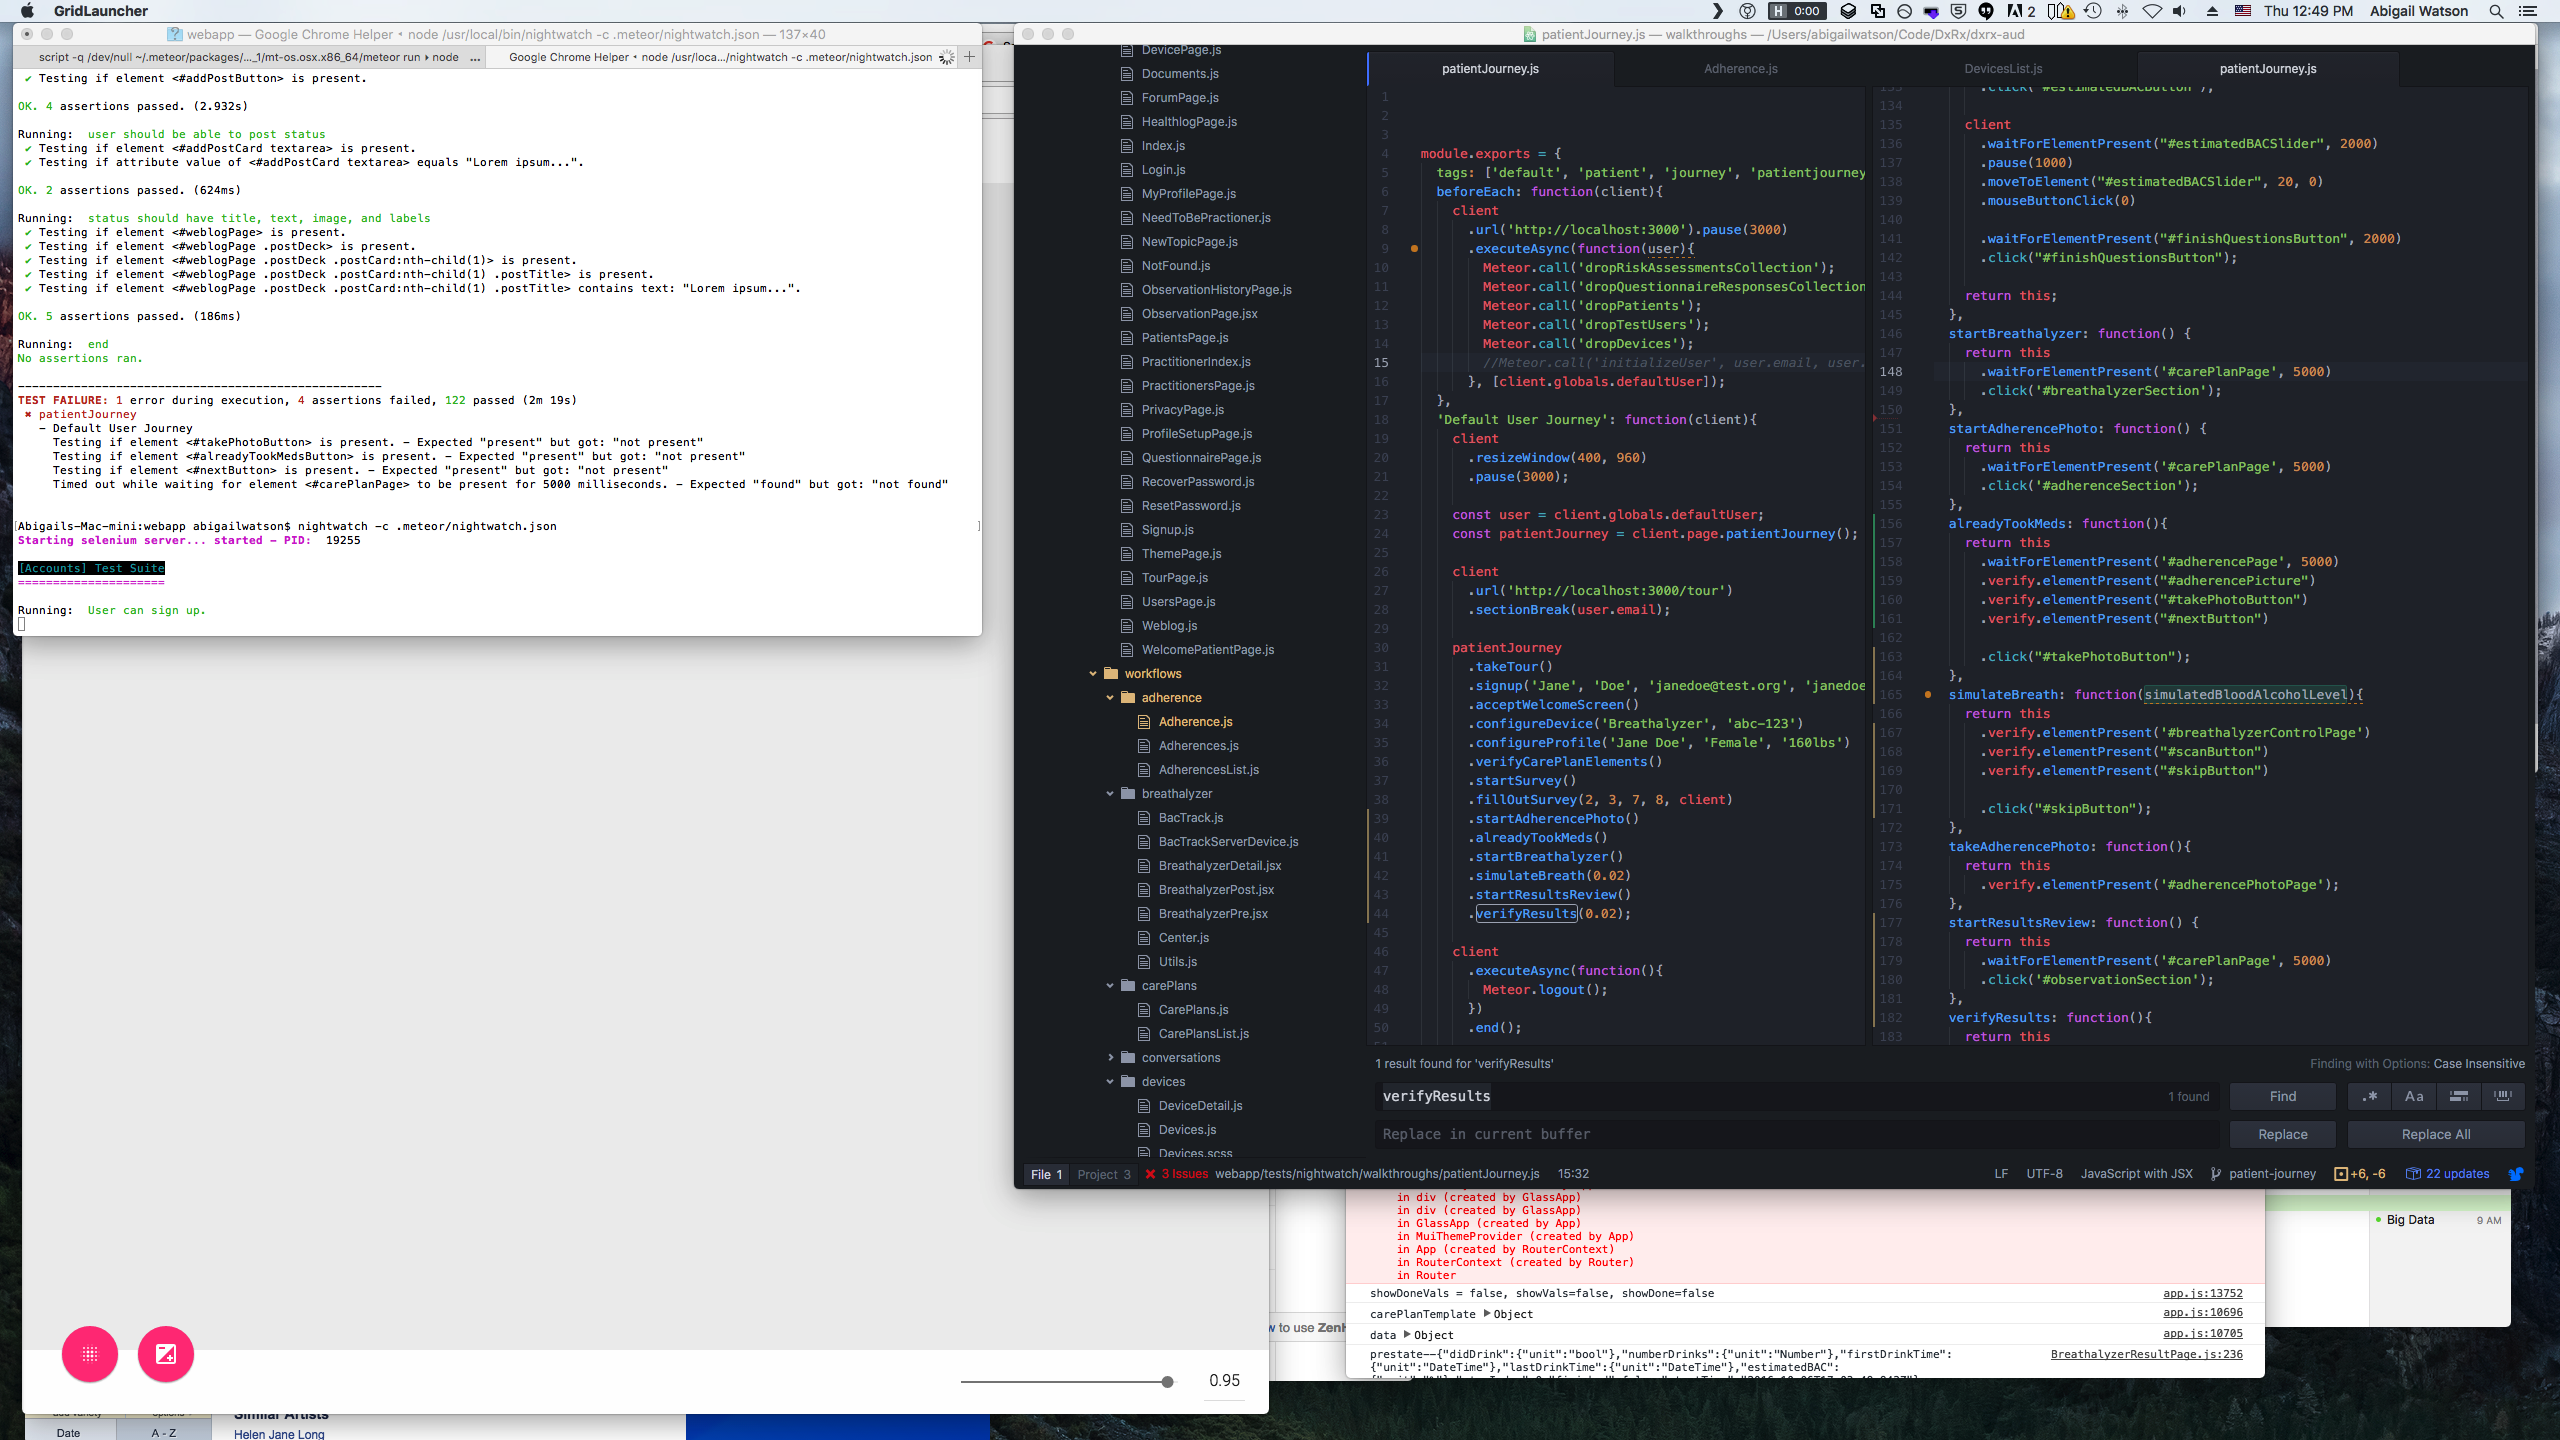 GridLauncher
H 0:00
2
Thu 12:49 PM Abigail Watson
webapp — Google Chrome Helper ◂ node /usr/local/bin/nightwatch -c .meteor/nightwatch.json — 137×40
script -q /dev/null ~/.meteor/packages/..._1/mt-os.osx.x86_64/meteor run ▸ node ...
Google Chrome Helper ◂ node /usr/loca.../nightwatch -c .meteor/nightwatch.json
✔ Testing if element <#addPostButton> is present.
OK. 4 assertions passed. (2.932s)
Running:  user should be able to post status
✔ Testing if element <#addPostCard textarea> is present.
✔ Testing if attribute value of <#addPostCard textarea> equals "Lorem ipsum...".
OK. 2 assertions passed. (624ms)
Running:  status should have title, text, image, and labels
✔ Testing if element <#weblogPage> is present.
✔ Testing if element <#weblogPage .postDeck> is present.
✔ Testing if element <#weblogPage .postDeck .postCard:nth-child(1)> is present.
✔ Testing if element <#weblogPage .postDeck .postCard:nth-child(1) .postTitle> is present.
✔ Testing if element <#weblogPage .postDeck .postCard:nth-child(1) .postTitle> contains text: "Lorem ipsum...".
OK. 5 assertions passed. (186ms)
Running:  end
No assertions ran.
TEST FAILURE: 1 error during execution, 4 assertions failed, 122 passed (2m 19s)
✖ patientJourney
– Default User Journey
Testing if element <#takePhotoButton> is present. – Expected "present" but got: "not present"
Testing if element <#alreadyTookMedsButton> is present. – Expected "present" but got: "not present"
Testing if element <#nextButton> is present. – Expected "present" but got: "not present"
Timed out while waiting for element <#carePlanPage> to be present for 5000 milliseconds. – Expected "found" but got: "not found"
[Abigails-Mac-mini:webapp abigailwatson$ nightwatch -c .meteor/nightwatch.json ]
Starting selenium server... started – PID:  19255
[Accounts] Test Suite
=====================
Running:  User can sign up.
0.95
Date A - Z
Similar Artists
Helen Jane Long
patientJourney.js — walkthroughs — /Users/abigailwatson/Code/DxRx/dxrx-aud
DevicePage.js
Documents.js
ForumPage.js
HealthlogPage.js
Index.js
Login.js
MyProfilePage.js
NeedToBePractioner.js
NewTopicPage.js
NotFound.js
ObservationHistoryPage.js
ObservationPage.jsx
PatientsPage.js
PractitionerIndex.js
PractitionersPage.js
PrivacyPage.js
ProfileSetupPage.js
QuestionnairePage.js
RecoverPassword.js
ResetPassword.js
Signup.js
ThemePage.js
TourPage.js
UsersPage.js
Weblog.js
WelcomePatientPage.js
workflows
adherence
Adherence.js
Adherences.js
AdherencesList.js
breathalyzer
BacTrack.js
BacTrackServerDevice.js
BreathalyzerDetail.jsx
BreathalyzerPost.jsx
BreathalyzerPre.jsx
Center.js
Utils.js
carePlans
CarePlans.js
CarePlansList.js
conversations
devices
DeviceDetail.js
Devices.js
Devices.scss
patientJourney.js Adherence.js DevicesList.js patientJourney.js
1
2
3
4 module.exports = {
5 tags: ['default', 'patient', 'journey', 'patientjourney
6 beforeEach: function(client){
7 client
8 .url('http://localhost:3000').pause(3000)
9 .executeAsync(function(user){
10 Meteor.call('dropRiskAssessmentsCollection');
11 Meteor.call('dropQuestionnaireResponsesCollection
12 Meteor.call('dropPatients');
13 Meteor.call('dropTestUsers');
14 Meteor.call('dropDevices');
15 //Meteor.call('initializeUser', user.email, user.
16 }, [client.globals.defaultUser]);
17 },
18 'Default User Journey': function(client){
19 client
20 .resizeWindow(400, 960)
21 .pause(3000);
22
23 const user = client.globals.defaultUser;
24 const patientJourney = client.page.patientJourney();
25
26 client
27 .url('http://localhost:3000/tour')
28 .sectionBreak(user.email);
29
30 patientJourney
31 .takeTour()
32 .signup('Jane', 'Doe', 'janedoe@test.org', 'janedoe
33 .acceptWelcomeScreen()
34 .configureDevice('Breathalyzer', 'abc-123')
35 .configureProfile('Jane Doe', 'Female', '160lbs')
36 .verifyCarePlanElements()
37 .startSurvey()
38 .fillOutSurvey(2, 3, 7, 8, client)
39 .startAdherencePhoto()
40 .alreadyTookMeds()
41 .startBreathalyzer()
42 .simulateBreath(0.02)
43 .startResultsReview()
44 .verifyResults(0.02);
45
46 client
47 .executeAsync(function(){
48 Meteor.logout();
49 })
50 .end();
133 .click("#estimatedBACButton");
134
135 client
136 .waitForElementPresent("#estimatedBACSlider", 2000)
137 .pause(1000)
138 .moveToElement("#estimatedBACSlider", 20, 0)
139 .mouseButtonClick(0)
140
141 .waitForElementPresent("#finishQuestionsButton", 2000)
142 .click("#finishQuestionsButton");
143
144 return this;
145 },
146 startBreathalyzer: function() {
147 return this
148 .waitForElementPresent('#carePlanPage', 5000)
149 .click('#breathalyzerSection');
150 },
151 startAdherencePhoto: function() {
152 return this
153 .waitForElementPresent('#carePlanPage', 5000)
154 .click('#adherenceSection');
155 },
156 alreadyTookMeds: function(){
157 return this
158 .waitForElementPresent('#adherencePage', 5000)
159 .verify.elementPresent("#adherencePicture")
160 .verify.elementPresent("#takePhotoButton")
161 .verify.elementPresent("#nextButton")
162
163 .click("#takePhotoButton");
164 },
165 simulateBreath: function(simulatedBloodAlcoholLevel){
166 return this
167 .verify.elementPresent('#breathalyzerControlPage')
168 .verify.elementPresent("#scanButton")
169 .verify.elementPresent("#skipButton")
170
171 .click("#skipButton");
172 },
173 takeAdherencePhoto: function(){
174 return this
175 .verify.elementPresent('#adherencePhotoPage');
176 },
177 startResultsReview: function() {
178 return this
179 .waitForElementPresent('#carePlanPage', 5000)
180 .click('#observationSection');
181 },
182 verifyResults: function(){
183 return this
1 result found for 'verifyResults' Finding with Options: Case Insensitive
verifyResults 1 found Find .* Aa
Replace in current buffer Replace Replace All
File 1 Project 3 3 Issues webapp/tests/nightwatch/walkthroughs/patientJourney.js 15:32 LF UTF-8 JavaScript with JSX patient-journey +6, -6 22 updates
in div (created by GlassApp)
in div (created by GlassApp)
in GlassApp (created by App)
in MuiThemeProvider (created by App)
in App (created by RouterContext)
in RouterContext (created by Router)
in Router
showDoneVals = false, showVals=false, showDone=false app.js:13752
carePlanTemplate ▶Object app.js:10696
data ▶Object app.js:10705
prestate--{"didDrink":{"unit":"bool"},"numberDrinks":{"unit":"Number"},"firstDrinkTime": BreathalyzerResultPage.js:236
{"unit":"DateTime"},"lastDrinkTime":{"unit":"DateTime"},"estimatedBAC":
Big Data 9 AM
to use ZenH